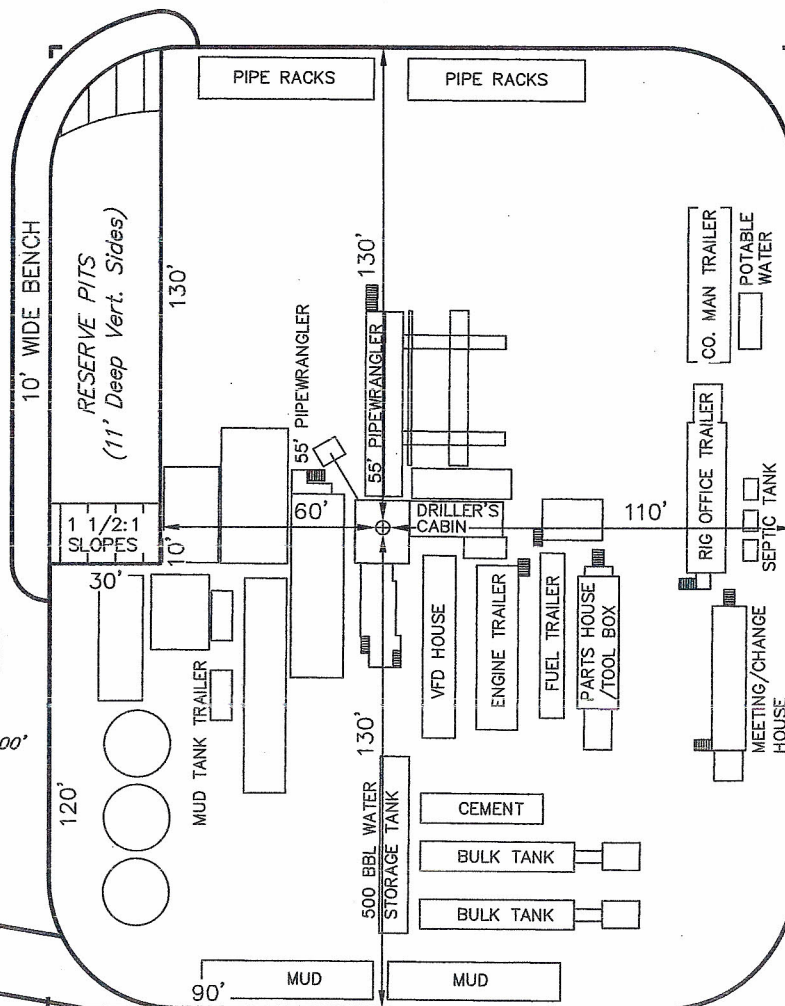 PIPE RACKS
PIPE RACKS
10' WIDE BENCH
RESERVE PITS
(11' Deep Vert. Sides)
130'
130'
CO. MAN TRAILER
POTABLE
WATER
55' PIPEWRANGLER
55' PIPEWRANGLER
RIG OFFICE TRAILER
SEPTIC TANK
1 1/2:1
SLOPES
10'
60'
DRILLER'S
CABIN
110'
30'
VFD HOUSE
ENGINE TRAILER
FUEL TRAILER
PARTS HOUSE
/TOOL BOX
MEETING/CHANGE
HOUSE
MUD TANK TRAILER
130'
00'
120'
500 BBL WATER
STORAGE TANK
CEMENT
BULK TANK
BULK TANK
MUD
MUD
90'